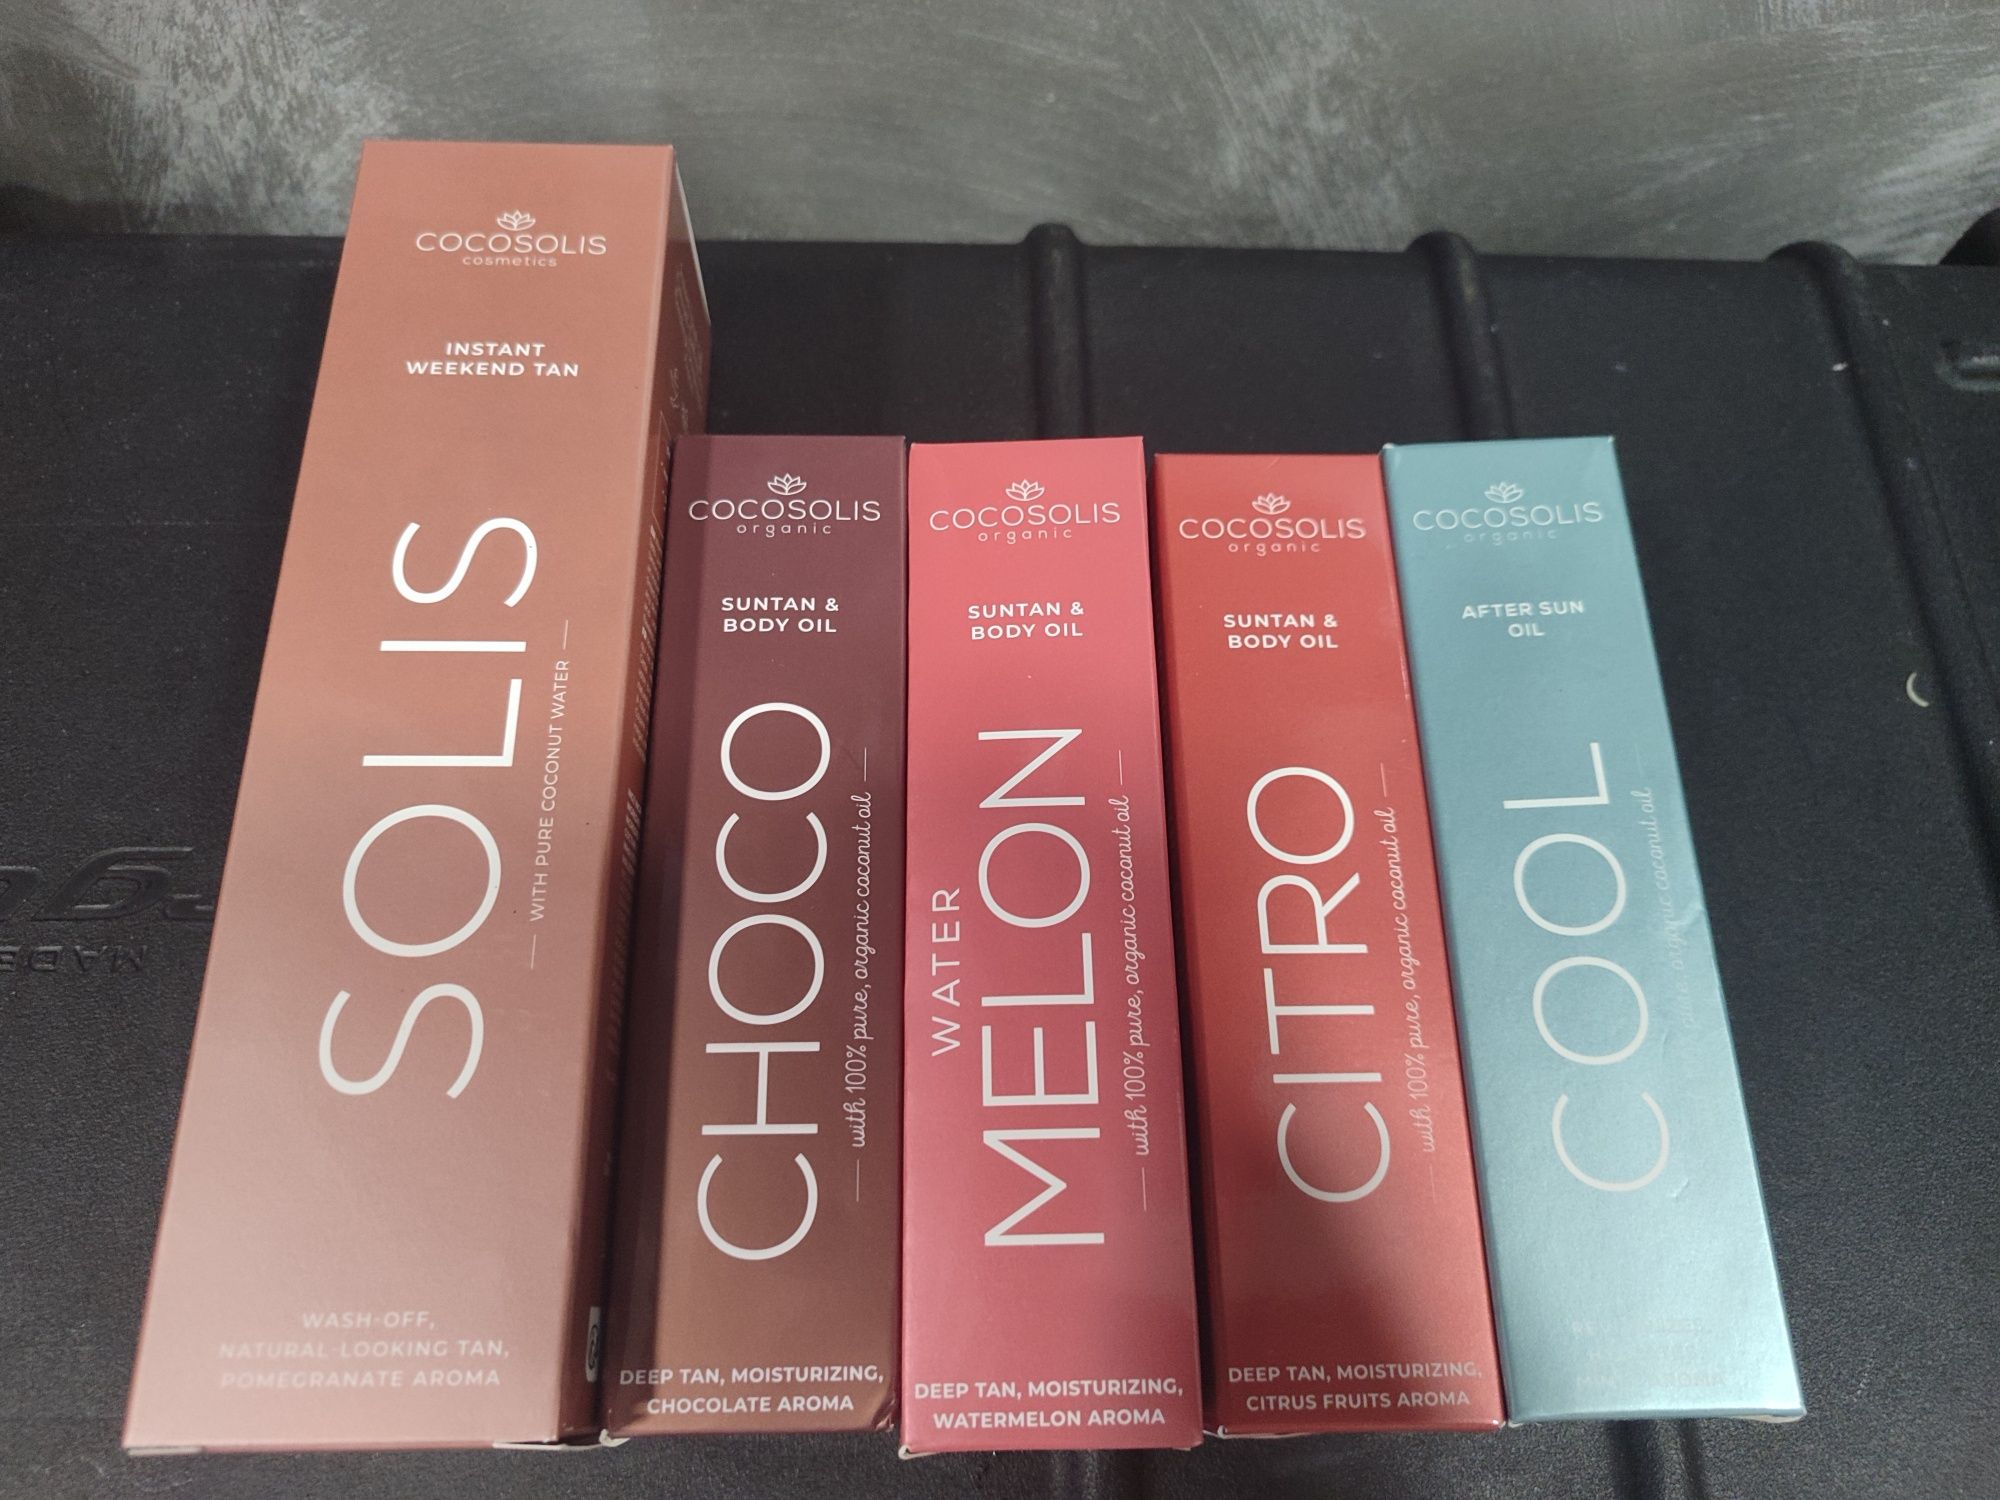 COCOSOLIS
cosmetics
INSTANT
WEEKEND TAN
SOLIS
WITH PURE COCONUT WATER
WASH-OFF,
NATURAL-LOOKING TAN,
POMEGRANATE AROMA
COCOSOLIS
organic
SUNTAN &
BODY OIL
CHOCO
with 100% pure, organic coconut oil
DEEP TAN, MOISTURIZING,
CHOCOLATE AROMA
COCOSOLIS
organic
SUNTAN &
BODY OIL
WATER
MELON
with 100% pure, organic coconut oil
DEEP TAN, MOISTURIZING,
WATERMELON AROMA
COCOSOLIS
organic
SUNTAN &
BODY OIL
CITRO
with 100% pure, organic coconut oil
DEEP TAN, MOISTURIZING,
CITRUS FRUITS AROMA
COCOSOLIS
organic
AFTER SUN
OIL
COOL
organic coconut oil
AROMA
MADE